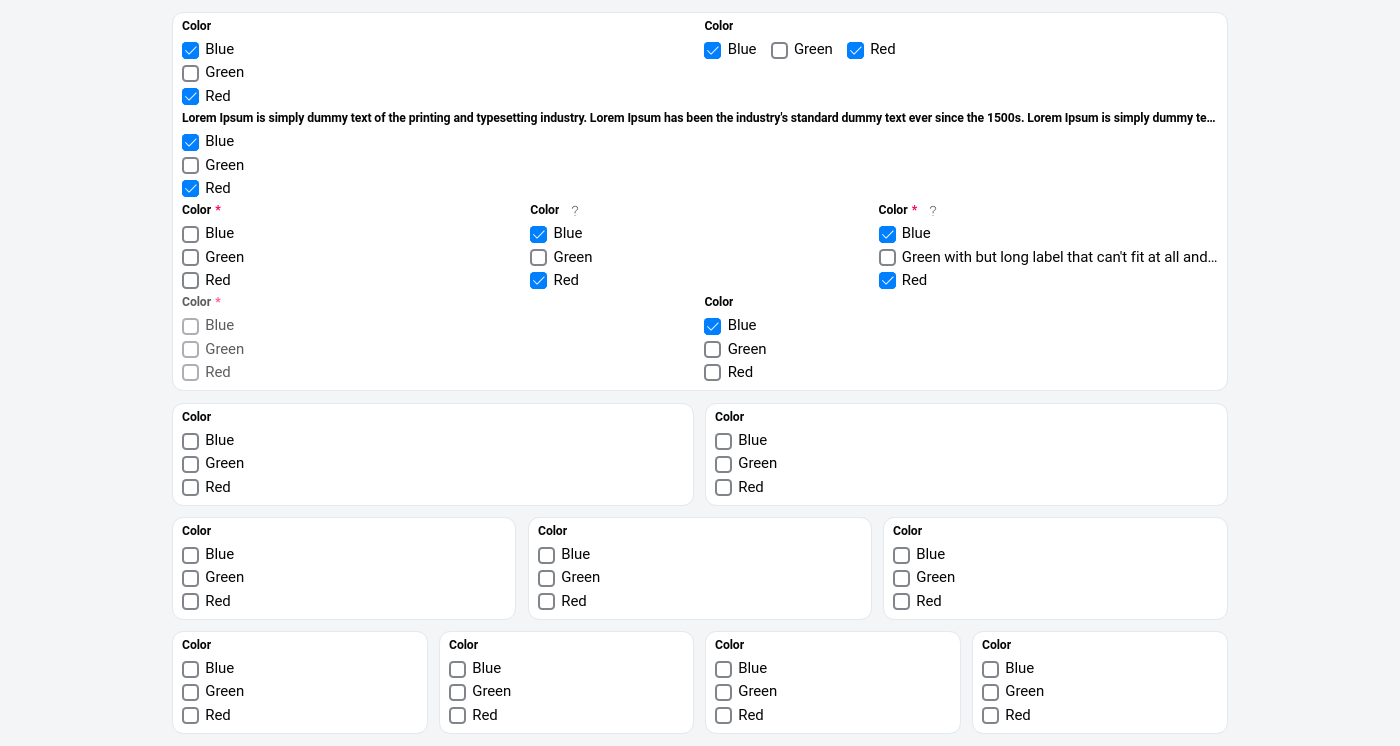 Color
Blue
Green
Red
Color
Blue Green Red
Lorem Ipsum is simply dummy text of the printing and typesetting industry. Lorem Ipsum has been the industry's standard dummy text ever since the 1500s. Lorem Ipsum is simply dummy te...
Blue
Green
Red
Color *
Blue
Green
Red
Color ?
Blue
Green
Red
Color * ?
Blue
Green with but long label that can't fit at all and...
Red
Color *
Blue
Green
Red
Color
Blue
Green
Red
Color
Blue
Green
Red
Color
Blue
Green
Red
Color
Blue
Green
Red
Color
Blue
Green
Red
Color
Blue
Green
Red
Color
Blue
Green
Red
Color
Blue
Green
Red
Color
Blue
Green
Red
Color
Blue
Green
Red